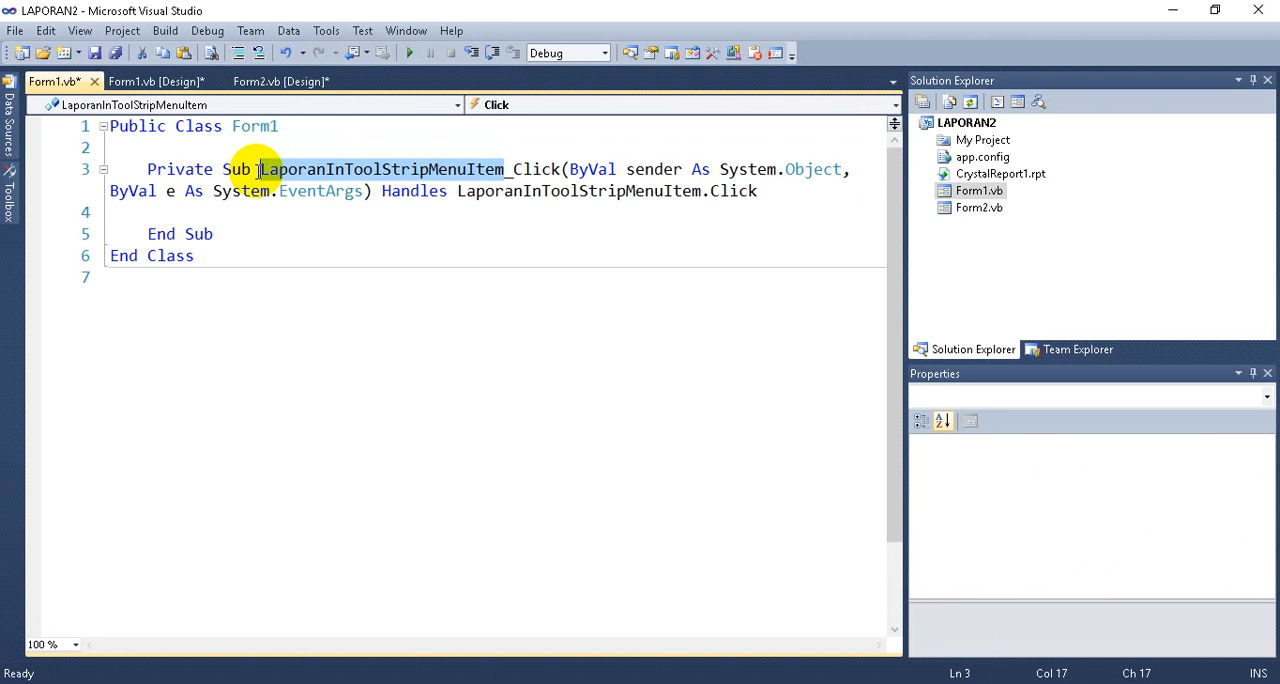 LAPORAN2 - Microsoft Visual Studio
File Edit View Project Build Debug Team Data Tools Test Window Help
Debug
Form1.vb* Form1.vb [Design]* Form2.vb [Design]*
LaporanInToolStripMenuItem Click
1 Public Class Form1
2
3 Private Sub LaporanInToolStripMenuItem_Click(ByVal sender As System.Object,
ByVal e As System.EventArgs) Handles LaporanInToolStripMenuItem.Click
4
5 End Sub
6 End Class
7
100 %
Data Sources
Toolbox
Solution Explorer
LAPORAN2
My Project
app.config
CrystalReport1.rpt
Form1.vb
Form2.vb
Solution Explorer Team Explorer
Properties
Ready Ln 3 Col 17 Ch 17 INS